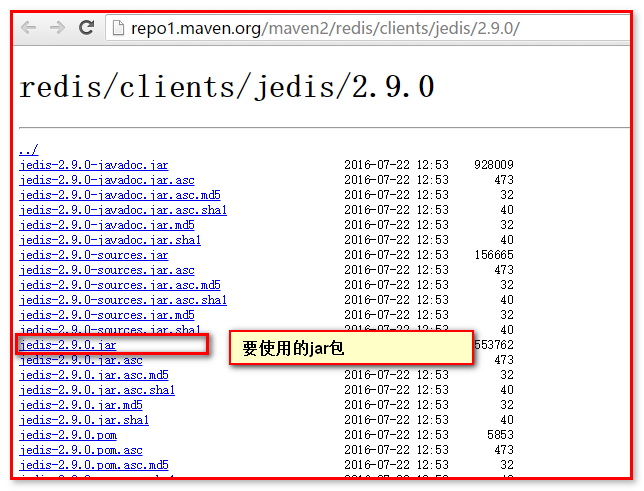 repo1.maven.org/maven2/redis/clients/jedis/2.9.0/
redis/clients/jedis/2.9.0
../
jedis-2.9.0-javadoc.jar 2016-07-22 12:53 928009
jedis-2.9.0-javadoc.jar.asc 2016-07-22 12:53 473
jedis-2.9.0-javadoc.jar.asc.md5 2016-07-22 12:53 32
jedis-2.9.0-javadoc.jar.asc.sha1 2016-07-22 12:53 40
jedis-2.9.0-javadoc.jar.md5 2016-07-22 12:53 32
jedis-2.9.0-javadoc.jar.sha1 2016-07-22 12:53 40
jedis-2.9.0-sources.jar 2016-07-22 12:53 156665
jedis-2.9.0-sources.jar.asc 2016-07-22 12:53 473
jedis-2.9.0-sources.jar.asc.md5 2016-07-22 12:53 32
jedis-2.9.0-sources.jar.asc.sha1 2016-07-22 12:53 40
jedis-2.9.0-sources.jar.md5 2016-07-22 12:53 32
jedis-2.9.0-sources.jar.sha1 2016-07-22 12:53 40
jedis-2.9.0.jar 要使用的jar包 553762
jedis-2.9.0.jar.asc 2016-07-22 12:53 473
jedis-2.9.0.jar.asc.md5 2016-07-22 12:53 32
jedis-2.9.0.jar.asc.sha1 2016-07-22 12:53 40
jedis-2.9.0.jar.md5 2016-07-22 12:53 32
jedis-2.9.0.jar.sha1 2016-07-22 12:53 40
jedis-2.9.0.pom 2016-07-22 12:53 5853
jedis-2.9.0.pom.asc 2016-07-22 12:53 473
jedis-2.9.0.pom.asc.md5 2016-07-22 12:53 32